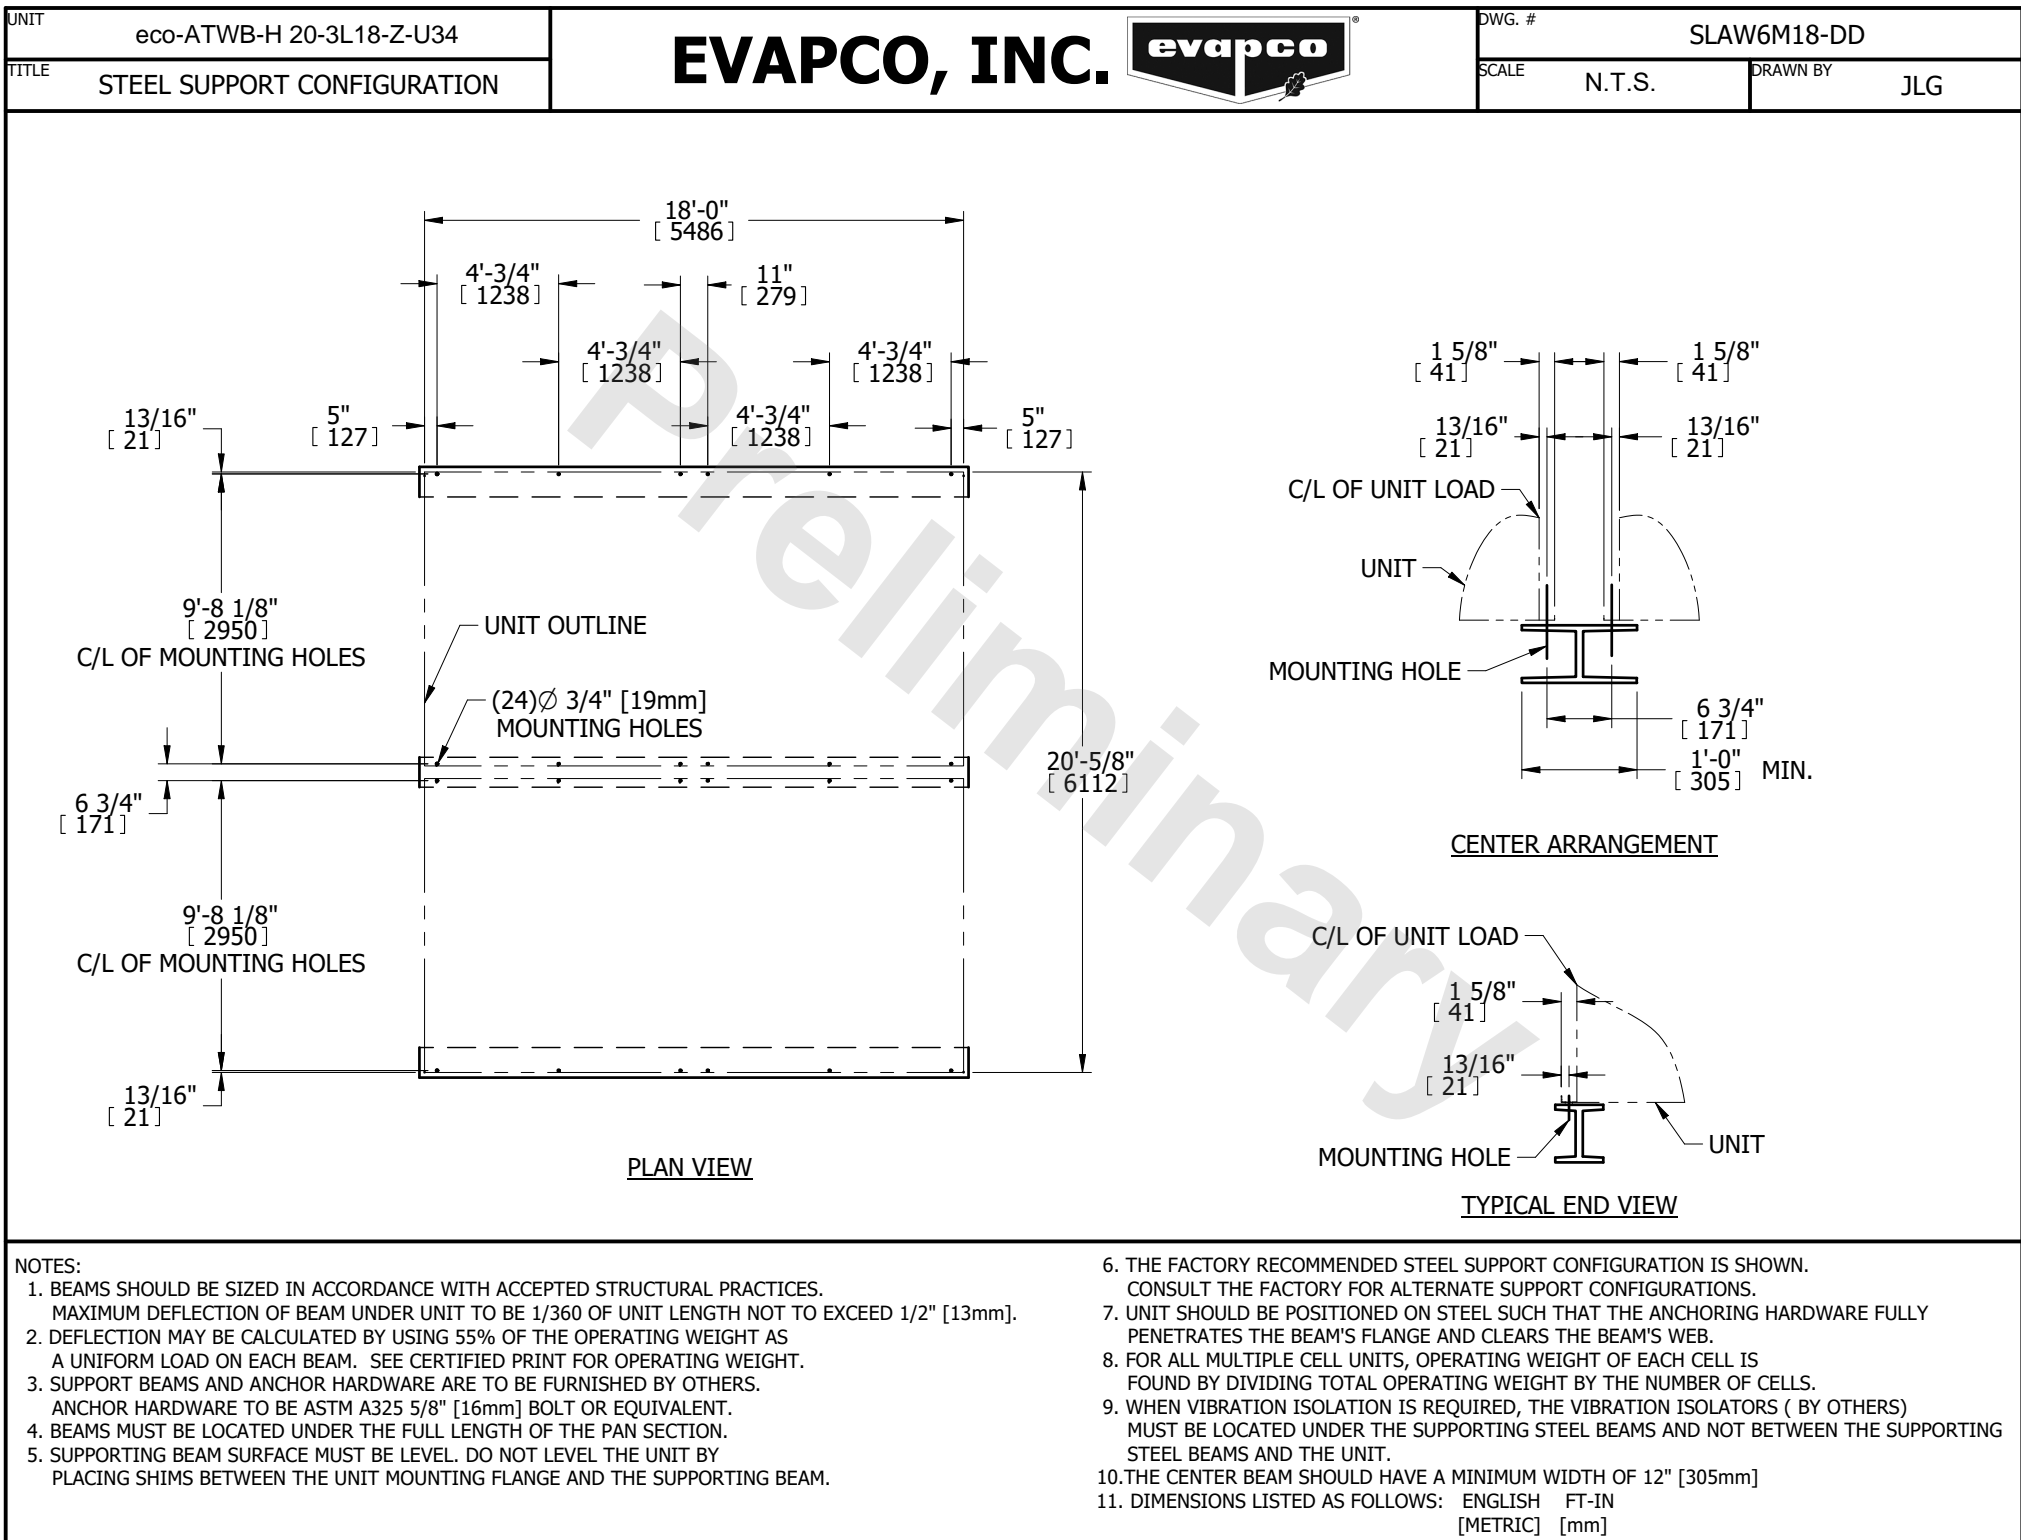 UNIT
eco-ATWB-H 20-3L18-Z-U34
TITLE
STEEL SUPPORT CONFIGURATION
EVAPCO, INC.
evapco®
DWG. #
SLAW6M18-DD
SCALE
N.T.S.
DRAWN BY
JLG
18'-0"
[ 5486 ]
4'-3/4"
[ 1238 ]
11"
[ 279 ]
4'-3/4"
[ 1238 ]
4'-3/4"
[ 1238 ]
13/16"
[ 21 ]
5"
[ 127 ]
4'-3/4"
[ 1238 ]
5"
[ 127 ]
9'-8 1/8"
[ 2950 ]
C/L OF MOUNTING HOLES
UNIT OUTLINE
(24)∅ 3/4" [19mm]
MOUNTING HOLES
6 3/4"
[ 171 ]
20'-5/8"
[ 6112 ]
9'-8 1/8"
[ 2950 ]
C/L OF MOUNTING HOLES
13/16"
[ 21 ]
PLAN VIEW
Preliminary
1 5/8"
[ 41 ]
1 5/8"
[ 41 ]
13/16"
[ 21 ]
13/16"
[ 21 ]
C/L OF UNIT LOAD
UNIT
MOUNTING HOLE
6 3/4"
[ 171 ]
1'-0"
[ 305 ] MIN.
CENTER ARRANGEMENT
C/L OF UNIT LOAD
1 5/8"
[ 41 ]
13/16"
[ 21 ]
MOUNTING HOLE
UNIT
TYPICAL END VIEW
NOTES:
1. BEAMS SHOULD BE SIZED IN ACCORDANCE WITH ACCEPTED STRUCTURAL PRACTICES.
MAXIMUM DEFLECTION OF BEAM UNDER UNIT TO BE 1/360 OF UNIT LENGTH NOT TO EXCEED 1/2" [13mm].
2. DEFLECTION MAY BE CALCULATED BY USING 55% OF THE OPERATING WEIGHT AS
A UNIFORM LOAD ON EACH BEAM. SEE CERTIFIED PRINT FOR OPERATING WEIGHT.
3. SUPPORT BEAMS AND ANCHOR HARDWARE ARE TO BE FURNISHED BY OTHERS.
ANCHOR HARDWARE TO BE ASTM A325 5/8" [16mm] BOLT OR EQUIVALENT.
4. BEAMS MUST BE LOCATED UNDER THE FULL LENGTH OF THE PAN SECTION.
5. SUPPORTING BEAM SURFACE MUST BE LEVEL. DO NOT LEVEL THE UNIT BY
PLACING SHIMS BETWEEN THE UNIT MOUNTING FLANGE AND THE SUPPORTING BEAM.
6. THE FACTORY RECOMMENDED STEEL SUPPORT CONFIGURATION IS SHOWN.
CONSULT THE FACTORY FOR ALTERNATE SUPPORT CONFIGURATIONS.
7. UNIT SHOULD BE POSITIONED ON STEEL SUCH THAT THE ANCHORING HARDWARE FULLY
PENETRATES THE BEAM'S FLANGE AND CLEARS THE BEAM'S WEB.
8. FOR ALL MULTIPLE CELL UNITS, OPERATING WEIGHT OF EACH CELL IS
FOUND BY DIVIDING TOTAL OPERATING WEIGHT BY THE NUMBER OF CELLS.
9. WHEN VIBRATION ISOLATION IS REQUIRED, THE VIBRATION ISOLATORS ( BY OTHERS)
MUST BE LOCATED UNDER THE SUPPORTING STEEL BEAMS AND NOT BETWEEN THE SUPPORTING
STEEL BEAMS AND THE UNIT.
10.THE CENTER BEAM SHOULD HAVE A MINIMUM WIDTH OF 12" [305mm]
11. DIMENSIONS LISTED AS FOLLOWS: ENGLISH FT-IN
[METRIC] [mm]